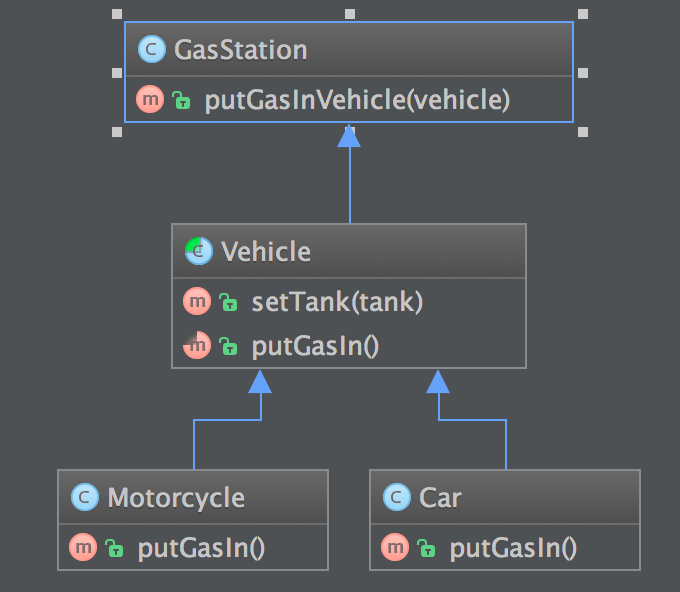 GasStation
putGasInVehicle(vehicle)
Vehicle
setTank(tank)
putGasIn()
Motorcycle
putGasIn()
Car
putGasIn()